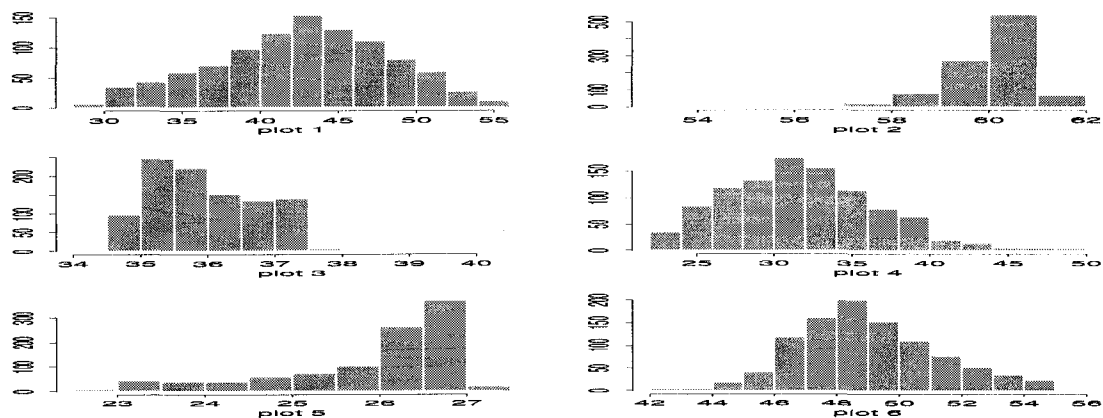 0 50 100 150
30 35 40 45 50 55
plot 1
0 100 300 500
54 56 58 60 62
plot 2
0 50 100 200
34 35 36 37 38 39 40
plot 3
0 50 100 150
25 30 35 40 45 50
plot 4
0 100 200 300
23 24 25 26 27
plot 5
0 50 100 150 200
42 44 46 48 50 52 54 56
plot 6